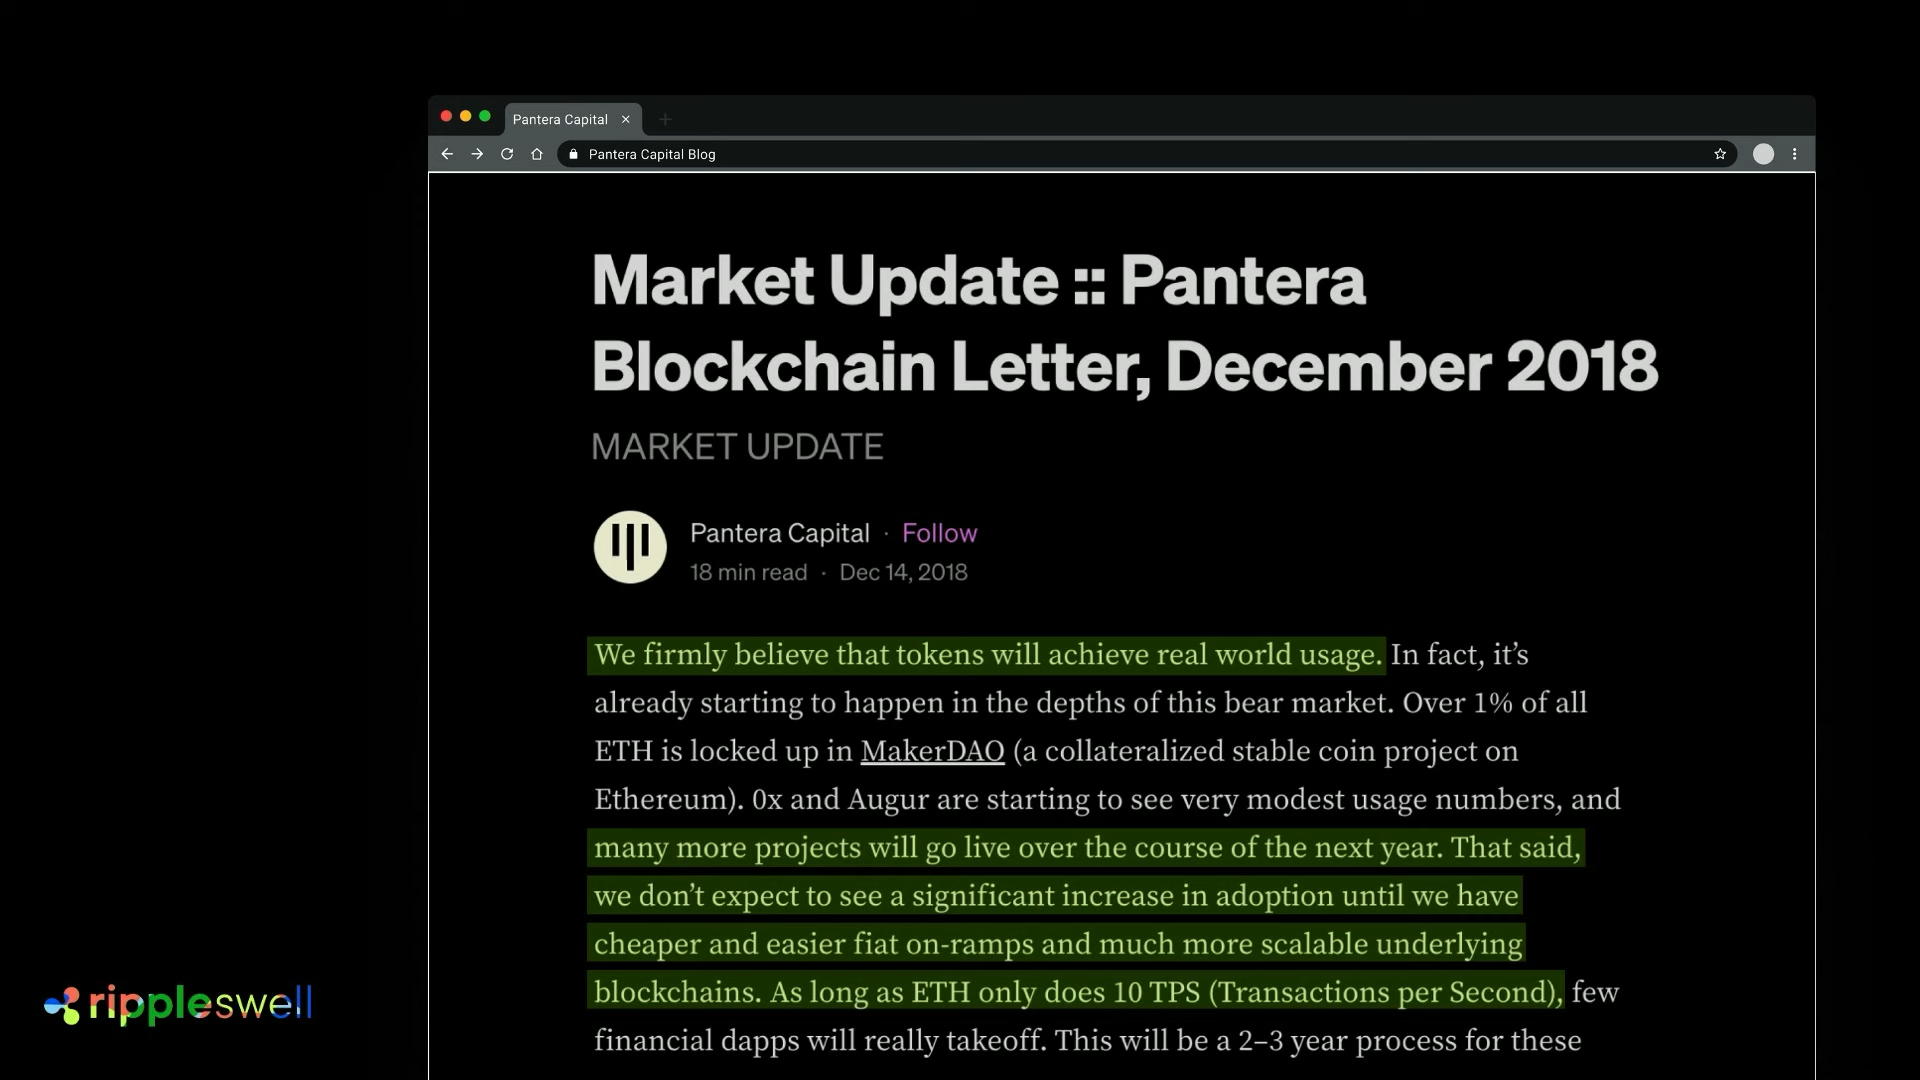 Pantera Capital
Pantera Capital Blog
Market Update :: Pantera
Blockchain Letter, December 2018
MARKET UPDATE
Pantera Capital · Follow
18 min read · Dec 14, 2018
We firmly believe that tokens will achieve real world usage. In fact, it’s
already starting to happen in the depths of this bear market. Over 1% of all
ETH is locked up in MakerDAO (a collateralized stable coin project on
Ethereum). 0x and Augur are starting to see very modest usage numbers, and
many more projects will go live over the course of the next year. That said,
we don’t expect to see a significant increase in adoption until we have
cheaper and easier fiat on-ramps and much more scalable underlying
blockchains. As long as ETH only does 10 TPS (Transactions per Second), few
financial dapps will really takeoff. This will be a 2–3 year process for these
rippleswell